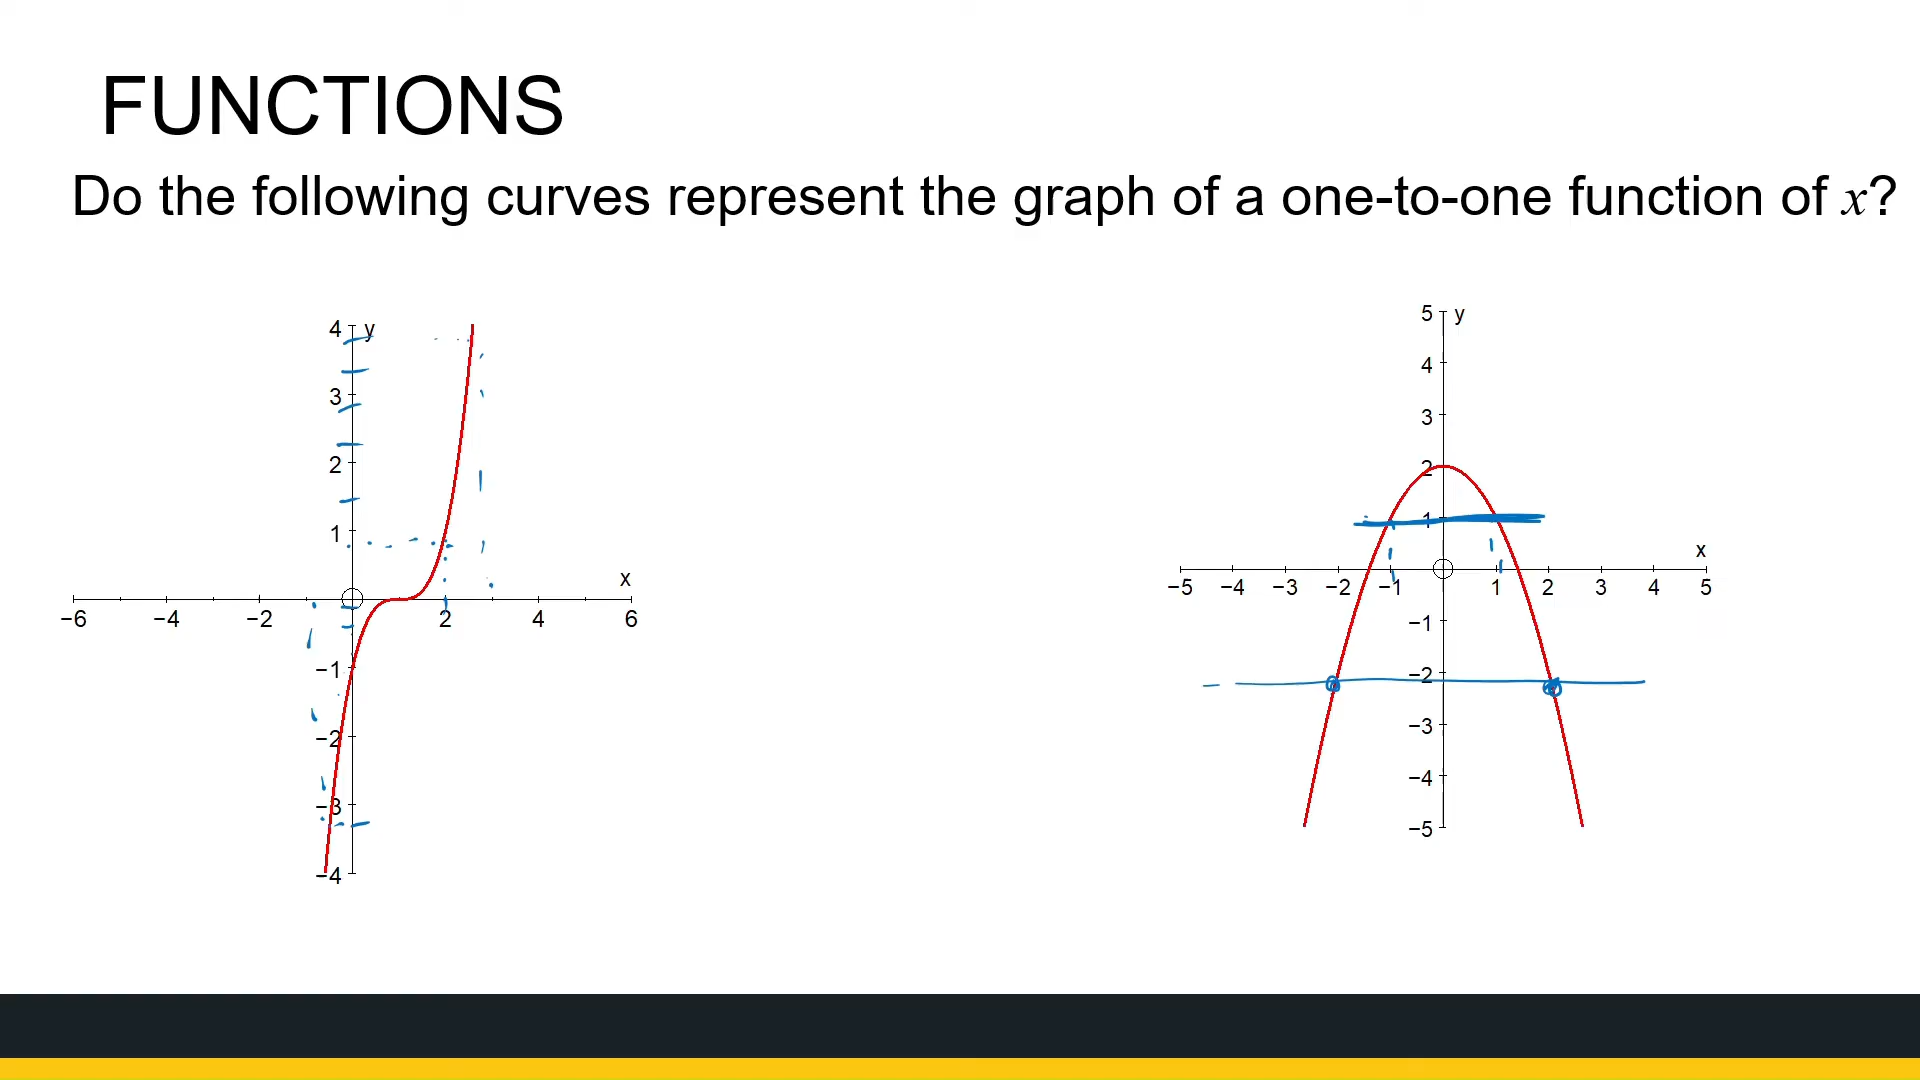 FUNCTIONS
Do the following curves represent the graph of a one-to-one function of x?
4 y
3
2
1
x
−6 −4 −2 2 4 6
−1
−2
−3
−4
5 y
4
3
2
1
x
−5 −4 −3 −2 −1 1 2 3 4 5
−1
−2
−3
−4
−5